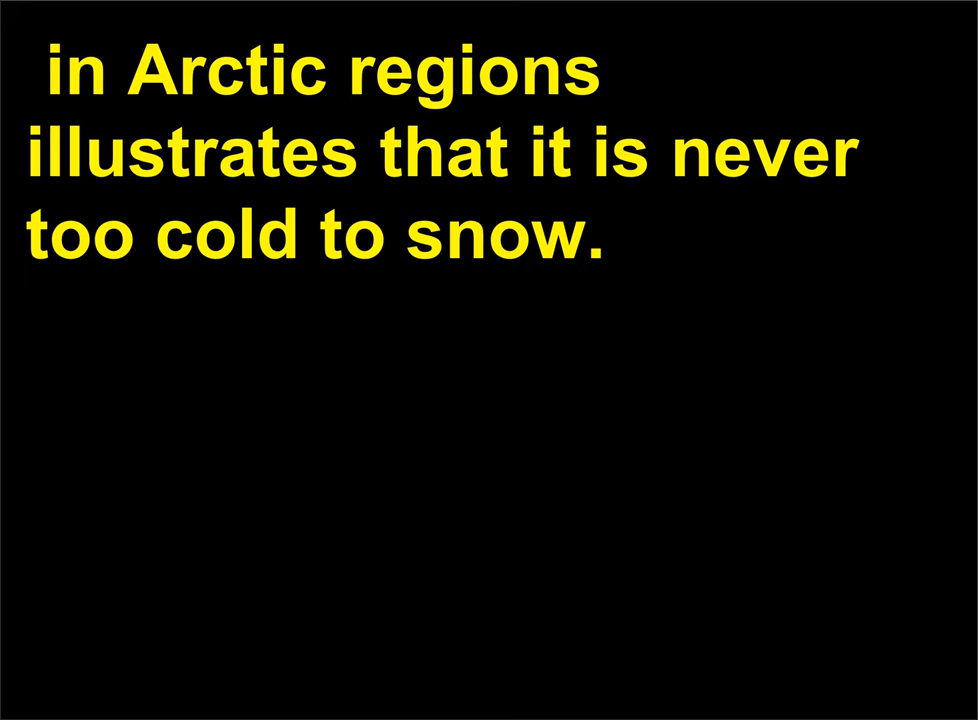 in Arctic regions
illustrates that it is never
too cold to snow.